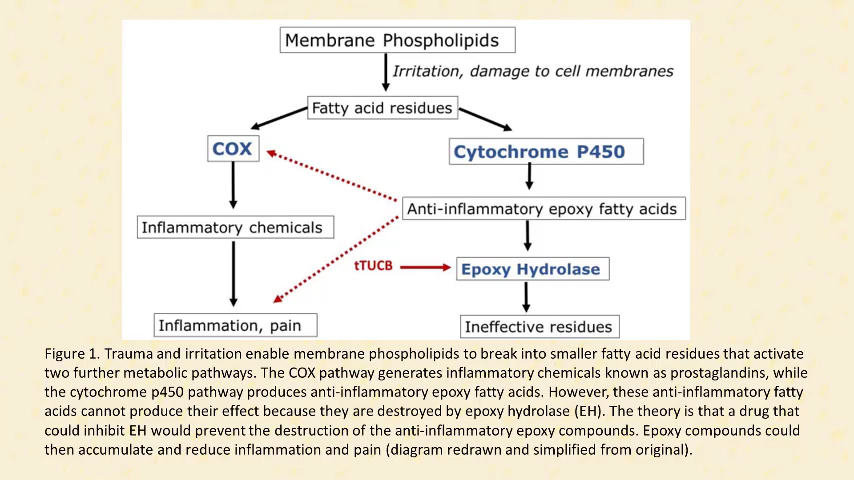 Membrane Phospholipids
Irritation, damage to cell membranes
Fatty acid residues
COX
Cytochrome P450
Anti-inflammatory epoxy fatty acids
Inflammatory chemicals
tTUCB
Epoxy Hydrolase
Inflammation, pain
Ineffective residues
Figure 1. Trauma and irritation enable membrane phospholipids to break into smaller fatty acid residues that activate
two further metabolic pathways. The COX pathway generates inflammatory chemicals known as prostaglandins, while
the cytochrome p450 pathway produces anti-inflammatory epoxy fatty acids. However, these anti-inflammatory fatty
acids cannot produce their effect because they are destroyed by epoxy hydrolase (EH). The theory is that a drug that
could inhibit EH would prevent the destruction of the anti-inflammatory epoxy compounds. Epoxy compounds could
then accumulate and reduce inflammation and pain (diagram redrawn and simplified from original).